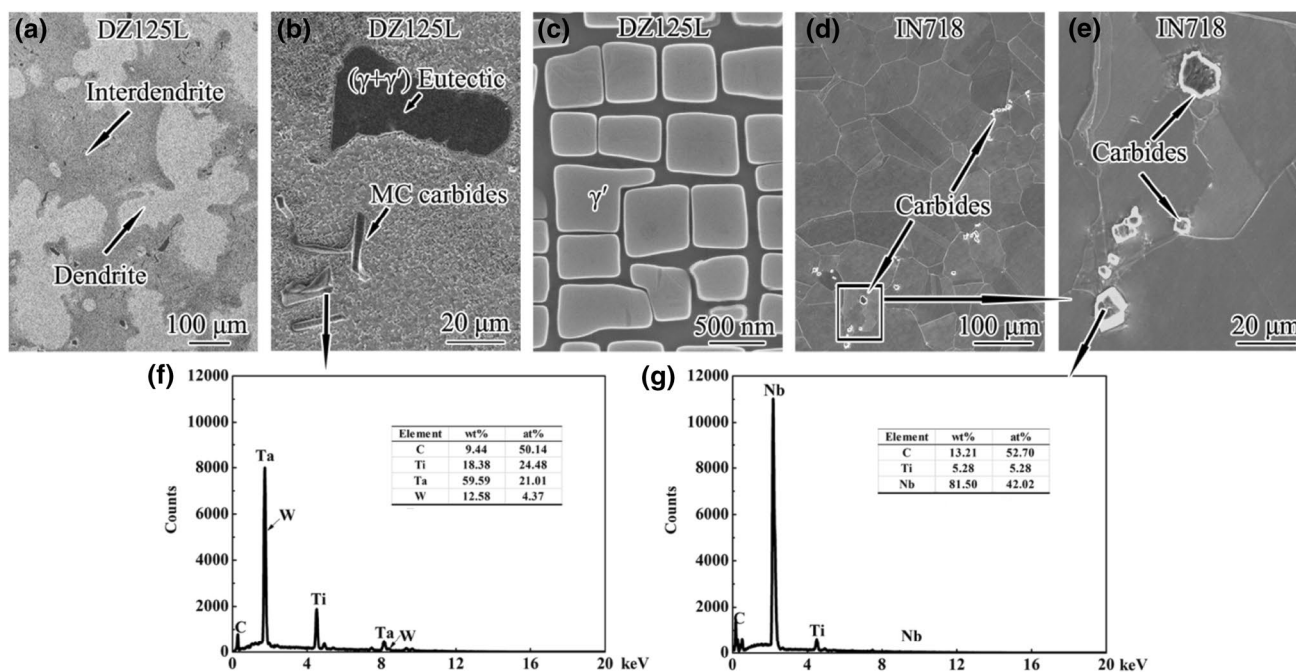 (a) DZ125L
Interdendrite
Dendrite
100 μm
(b) DZ125L
(γ+γ′) Eutectic
MC carbides
20 μm
(c) DZ125L
γ′
500 nm
(d) IN718
Carbides
100 μm
(e) IN718
Carbides
20 μm
(f)
12000
10000
8000
6000
4000
2000
0
Counts
Ta
W
C
Ti
Ta
W
Element wt% at%
C 9.44 50.14
Ti 18.38 24.48
Ta 59.59 21.01
W 12.58 4.37
0 4 8 12 16 20 keV
(g)
12000
10000
8000
6000
4000
2000
0
Counts
Nb
C
Ti
Nb
Element wt% at%
C 13.21 52.70
Ti 5.28 5.28
Nb 81.50 42.02
0 4 8 12 16 20 keV